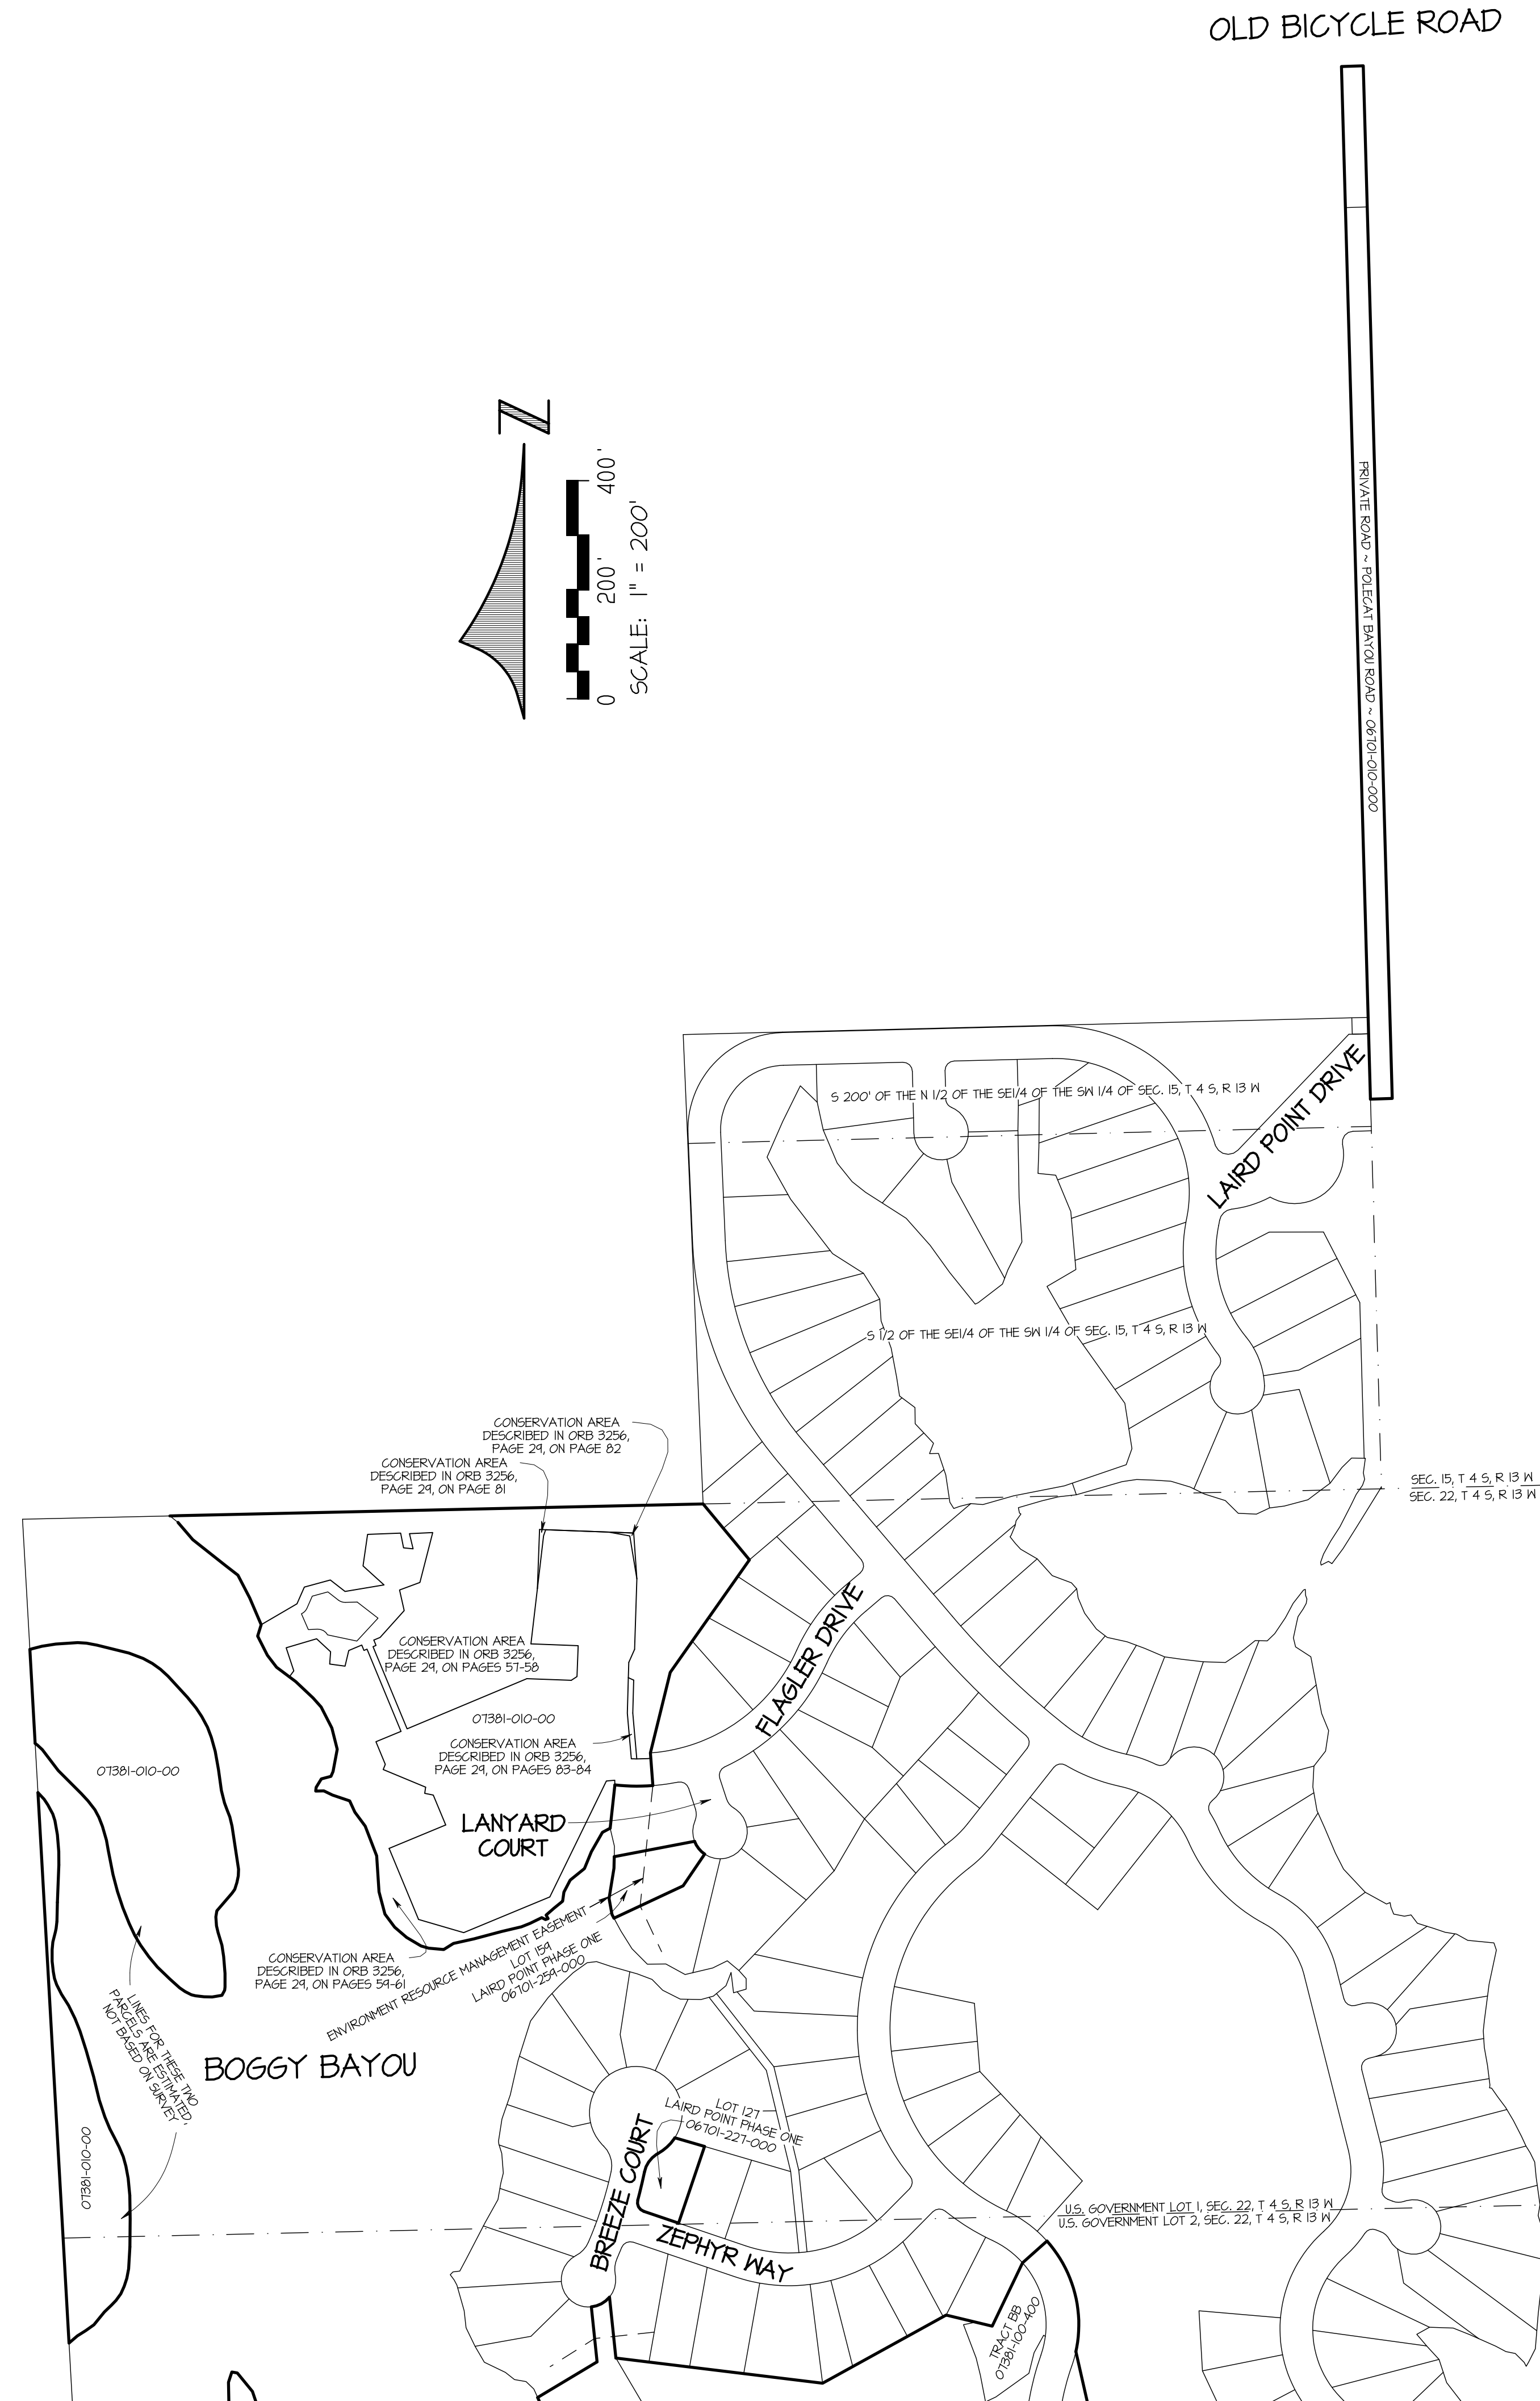 OLD BICYCLE ROAD
Z
400'
200'
0
SCALE: 1" = 200'
PRIVATE ROAD ~ POLECAT BAYOU ROAD ~ 06701-010-000
LAIRD POINT DRIVE
S 200' OF THE N 1/2 OF THE SE1/4 OF THE SW 1/4 OF SEC. 15, T 4 S, R 13 W
S 1/2 OF THE SE1/4 OF THE SW 1/4 OF SEC. 15, T 4 S, R 13 W
CONSERVATION AREA
DESCRIBED IN ORB 3256,
PAGE 29, ON PAGE 82
CONSERVATION AREA
DESCRIBED IN ORB 3256,
PAGE 29, ON PAGE 81
SEC. 15, T 4 S, R 13 W
SEC. 22, T 4 S, R 13 W
FLAGLER DRIVE
CONSERVATION AREA
DESCRIBED IN ORB 3256,
PAGE 29, ON PAGES 57-58
07381-010-00
CONSERVATION AREA
DESCRIBED IN ORB 3256,
PAGE 29, ON PAGES 83-84
07381-010-00
LANYARD
COURT
ENVIRONMENT RESOURCE MANAGEMENT EASEMENT
LOT 159
LAIRD POINT PHASE ONE
06701-259-000
CONSERVATION AREA
DESCRIBED IN ORB 3256,
PAGE 29, ON PAGES 59-61
LINES FOR THESE TWO
PARCELS ARE ESTIMATED,
NOT BASED ON SURVEY
BOGGY BAYOU
07381-010-00
LOT 127
LAIRD POINT PHASE ONE
06701-227-000
BREEZE COURT
ZEPHYR WAY
U.S. GOVERNMENT LOT 1, SEC. 22, T 4 S, R 13 W
U.S. GOVERNMENT LOT 2, SEC. 22, T 4 S, R 13 W
TRACT BB
07381-100-400